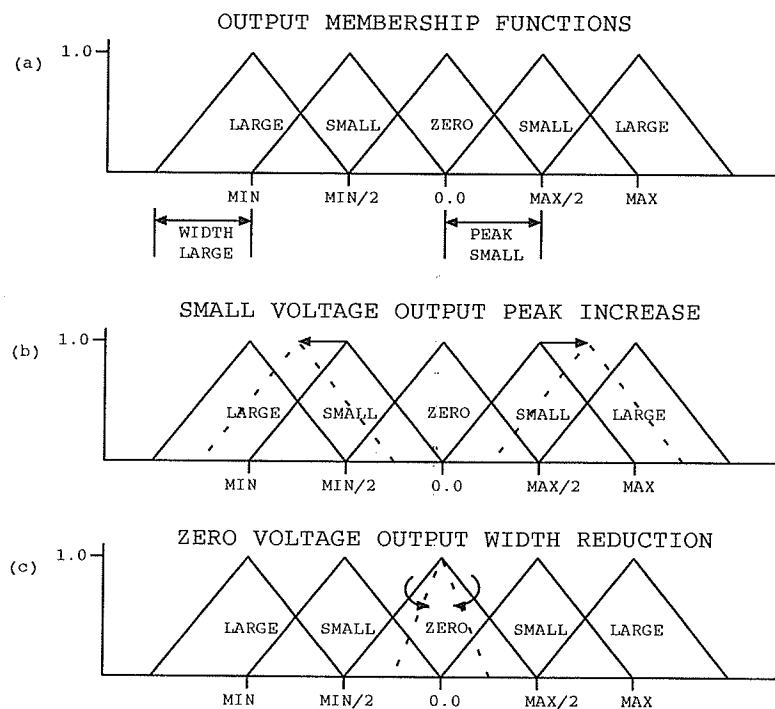 OUTPUT MEMBERSHIP FUNCTIONS
(a)
1.0
LARGE SMALL ZERO SMALL LARGE
MIN MIN/2 0.0 MAX/2 MAX
WIDTH
LARGE
PEAK
SMALL
SMALL VOLTAGE OUTPUT PEAK INCREASE
(b)
1.0
LARGE SMALL ZERO SMALL LARGE
MIN MIN/2 0.0 MAX/2 MAX
ZERO VOLTAGE OUTPUT WIDTH REDUCTION
(c)
1.0
LARGE SMALL ZERO SMALL LARGE
MIN MIN/2 0.0 MAX/2 MAX